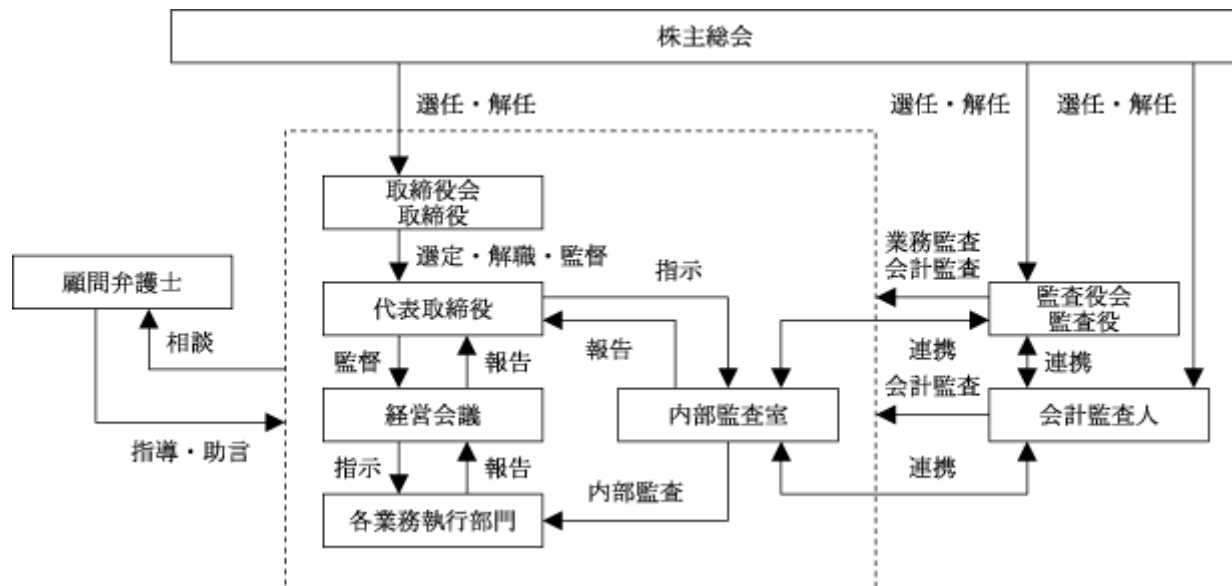 株主総会
選任・解任
選任・解任
選任・解任
取締役会
取締役
選定・解職・監督
業務監査
会計監査
顧問弁護士
指示
代表取締役
監査役会
監査役
相談
監督
報告
報告
連携
連携
会計監査
経営会議
内部監査室
会計監査人
指導・助言
指示
報告
内部監査
連携
各業務執行部門